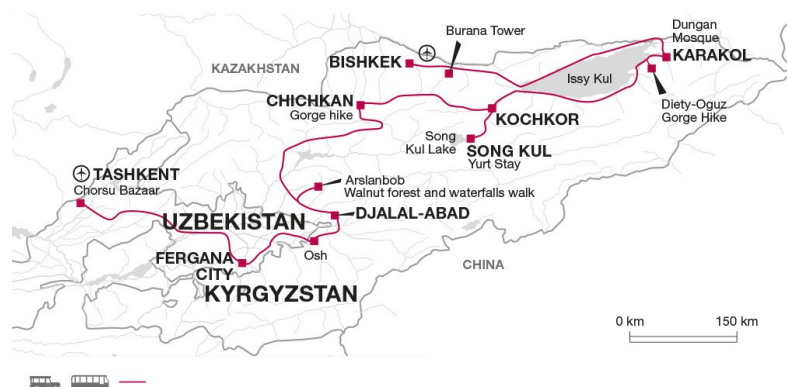 Dungan
Mosque
Burana Tower
BISHKEK
KARAKOL
KAZAKHSTAN
Issy Kul
CHICHKAN
Gorge hike
Diety-Oguz
Gorge Hike
KOCHKOR
Song
Kul Lake
SONG KUL
Yurt Stay
TASHKENT
Chorsu Bazaar
Arslanbob
Walnut forest and waterfalls walk
DJALAL-ABAD
UZBEKISTAN
Osh
FERGANA
CITY
CHINA
KYRGYZSTAN
0 km
150 km